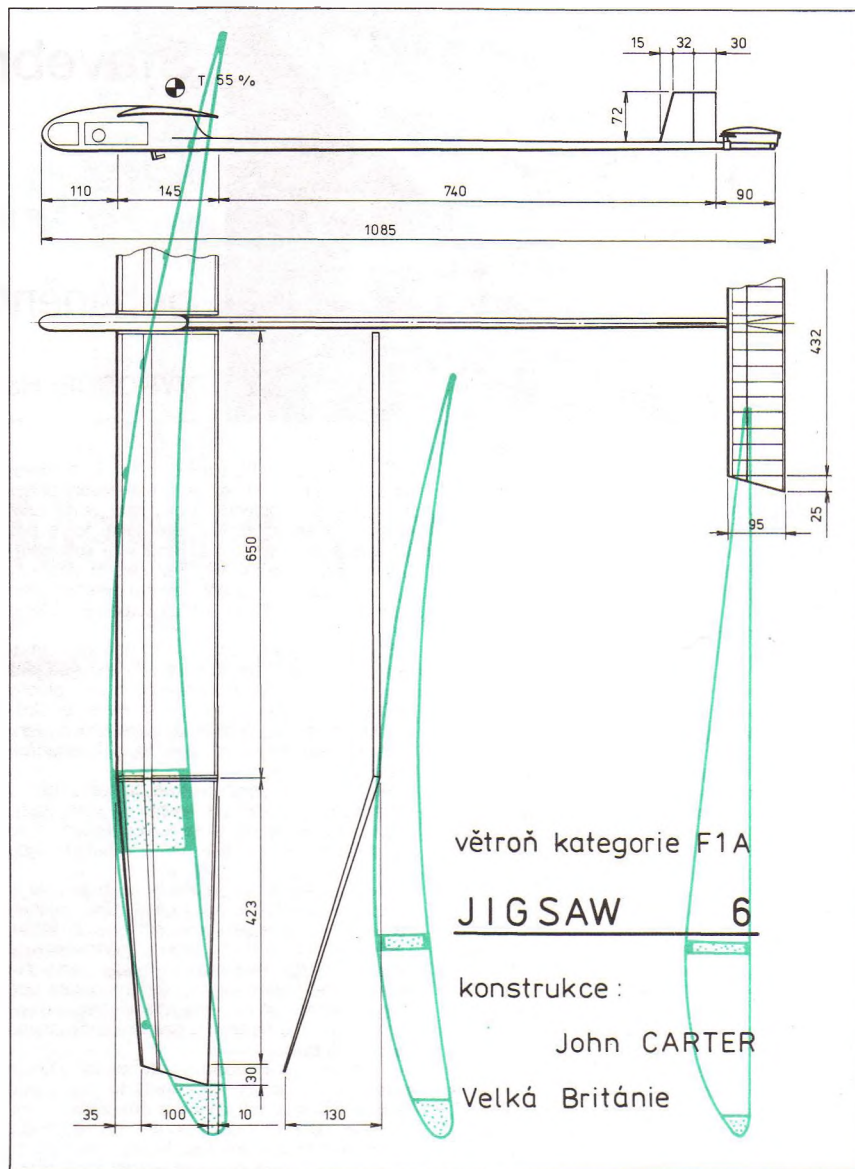 15 32 30
T 55 %
72
110 145 740 90
1085
432
650
95
25
větroň kategorie F1A
JIGSAW 6
423
konstrukce:
John CARTER
30
Velká Británie
35 100 10 130